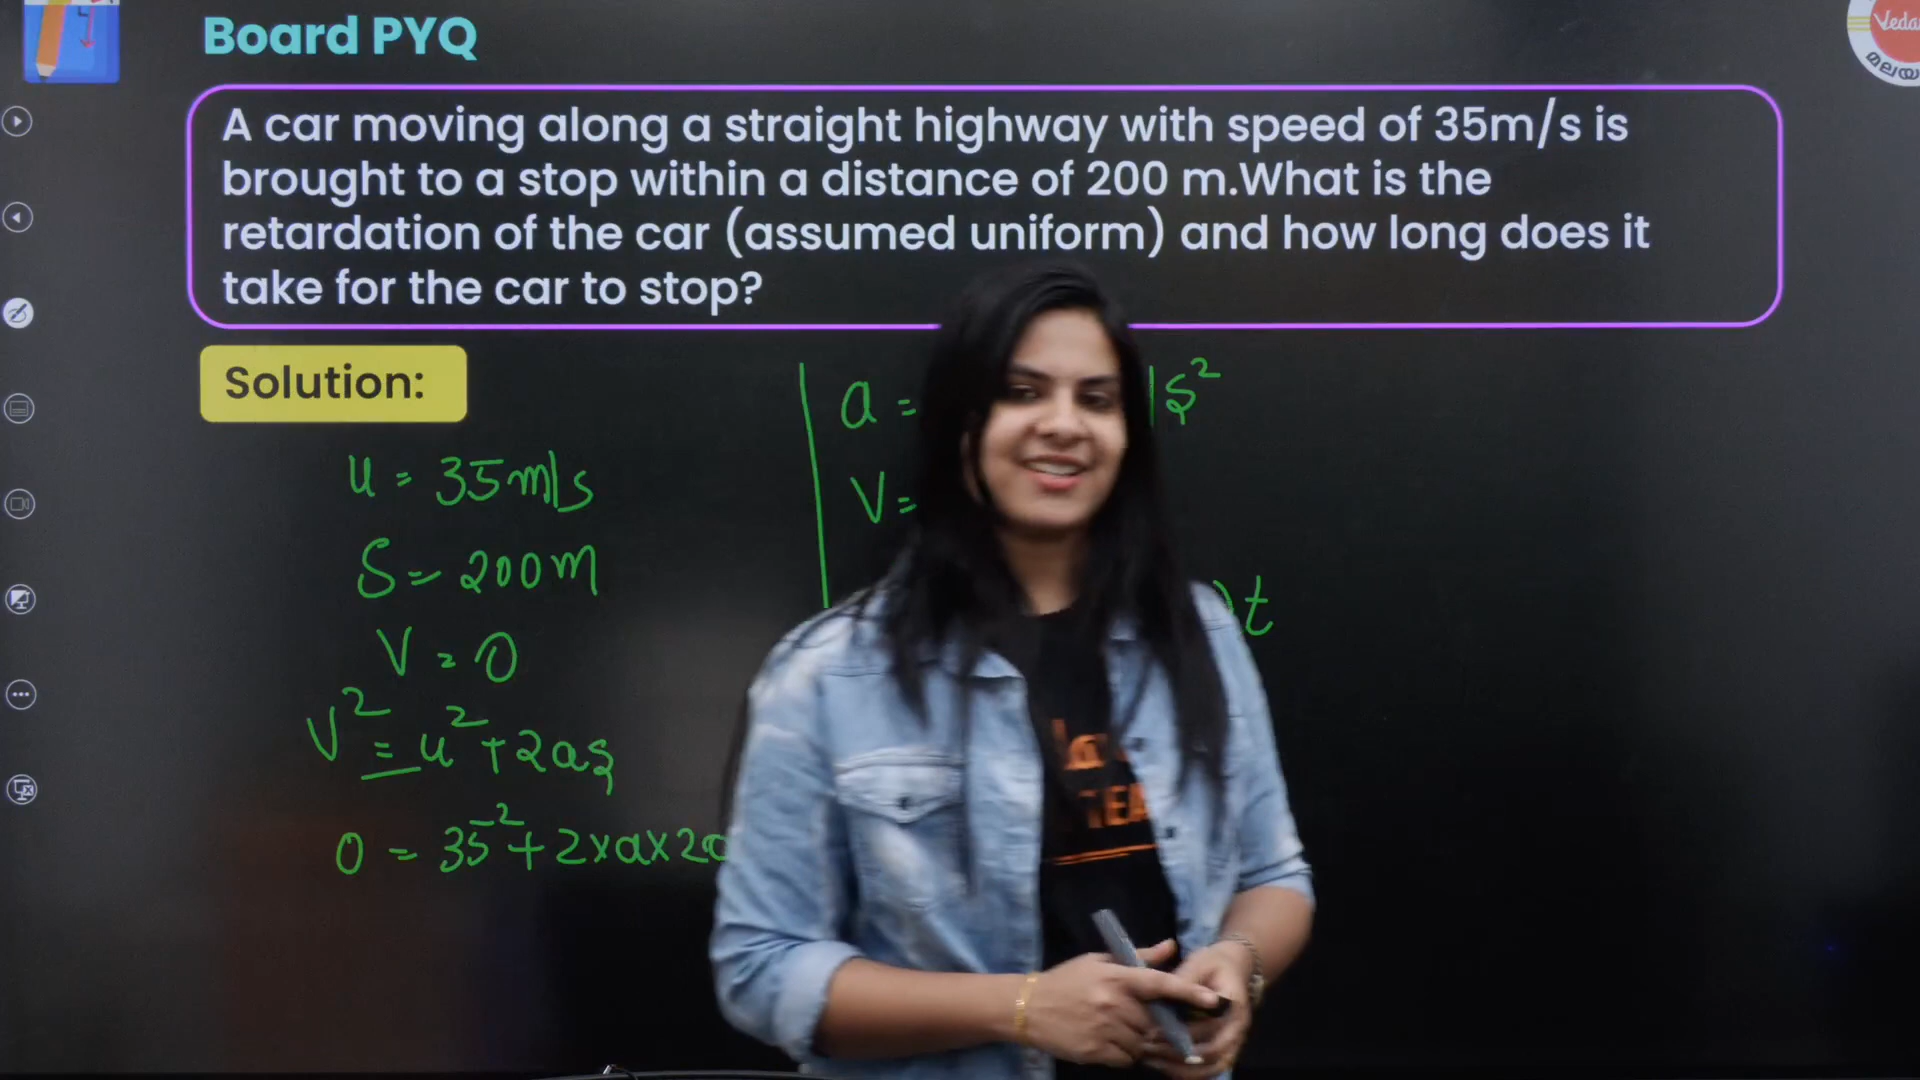 Board PYQ
A car moving along a straight highway with speed of 35m/s is
brought to a stop within a distance of 200 m.What is the
retardation of the car (assumed uniform) and how long does it
take for the car to stop?
Solution:
u = 35m/s
S = 200m
V = 0
V² = u² + 2as
0 = 35² + 2×a×20
a =
/s²
V =
)t